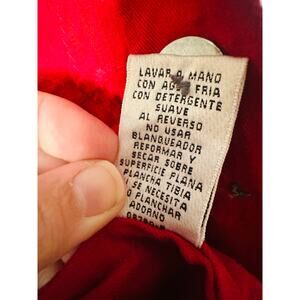 LAVAR A MANO
CON AGUA FRIA
CON DETERGENTE
SUAVE
AL REVERSO
NO USAR
BLANQUEADOR
REFORMAR Y
SECAR SOBRE
SUPERFICIE PLANA
PLANCHA TIBIA
SI SE NECESITA
O PLANCHAR
ADORNO